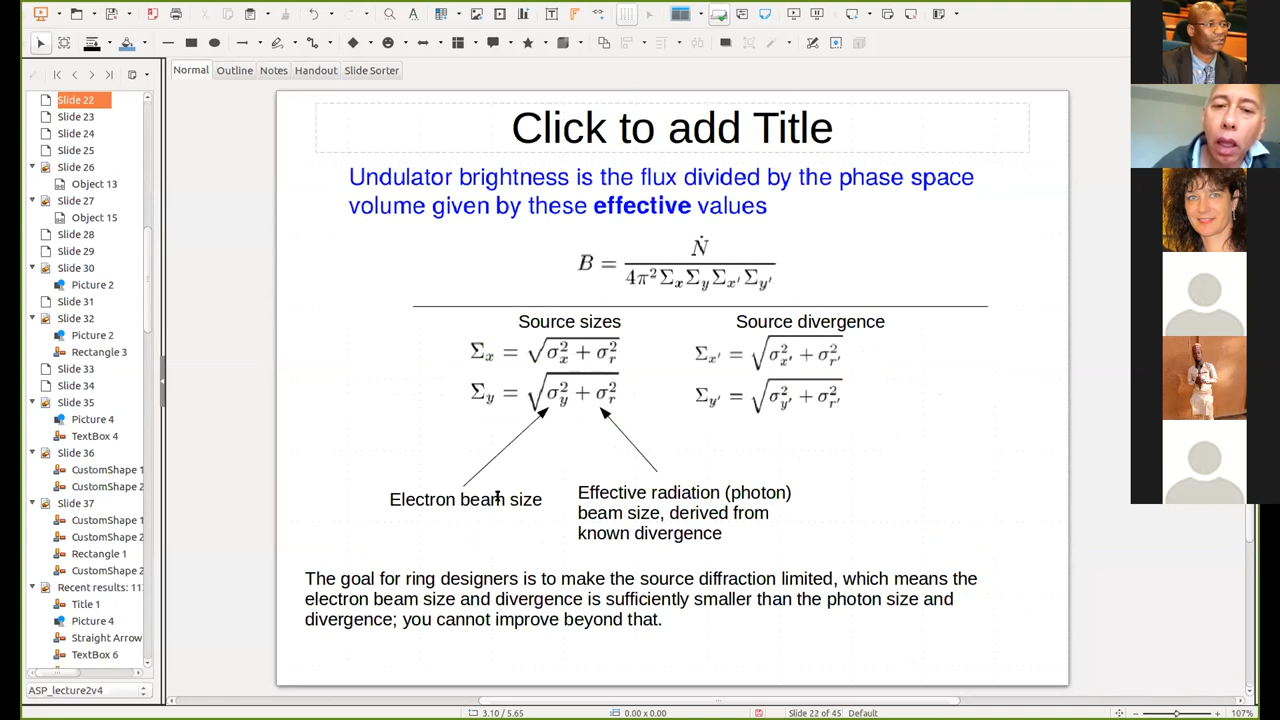 Normal
Outline
Notes
Handout
Slide Sorter
Slide 22
Slide 23
Slide 24
Slide 25
Slide 26
Object 13
Slide 27
Object 15
Slide 28
Slide 29
Slide 30
Picture 2
Slide 31
Slide 32
Picture 2
Rectangle 3
Slide 33
Slide 35
Picture 4
TextBox 4
Slide 36
CustomShape 1
CustomShape 2
Slide 37
CustomShape 1
CustomShape 2
Rectangle 1
CustomShape 2
Recent results: 11
Title 1
Picture 4
Straight Arrow
TextBox 6
ASP_lecture2v4
Click to add Title
Undulator brightness is the flux divided by the phase space
volume given by these effective values
B = Ṅ / 4π²ΣxΣyΣx′Σy′
Source sizes
Source divergence
Σx = √(σx² + σr²)
Σx′ = √(σx′² + σr′²)
Σy = √(σy² + σr²)
Σy′ = √(σy′² + σr′²)
Electron beam size
Effective radiation (photon)
beam size, derived from
known divergence
The goal for ring designers is to make the source diffraction limited, which means the
electron beam size and divergence is sufficiently smaller than the photon size and
divergence; you cannot improve beyond that.
3.10 / 5.65
0.00 x 0.00
Slide 22 of 45
Default
107%